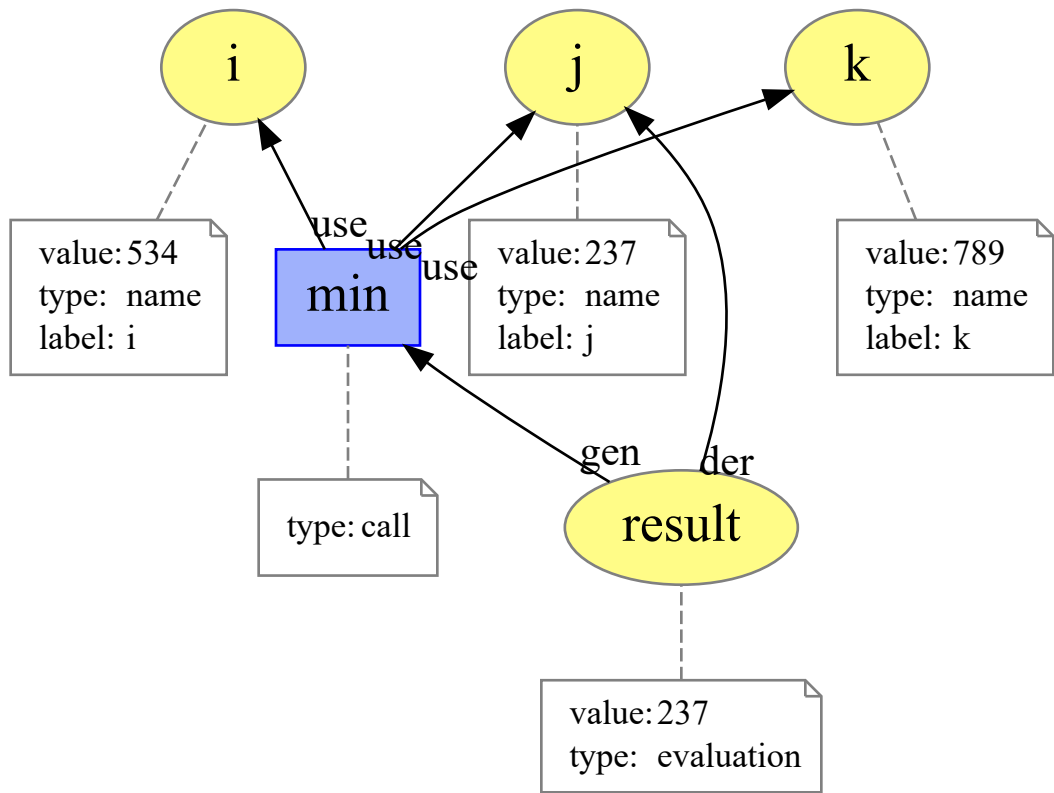 i
j
k
use
use
use
min
value: 534
type: name
label: i
value: 237
type: name
label: j
value: 789
type: name
label: k
gen
der
type: call
result
value: 237
type: evaluation